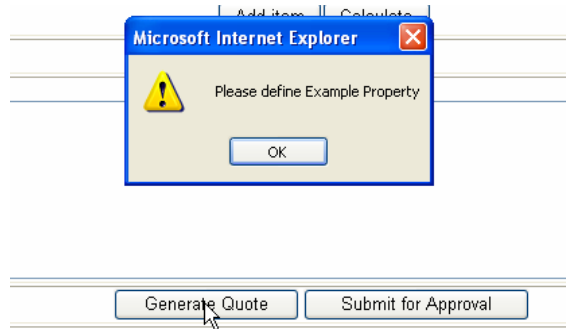 Add item Calculate
Microsoft Internet Explorer
Please define Example Property
OK
Generate Quote Submit for Approval